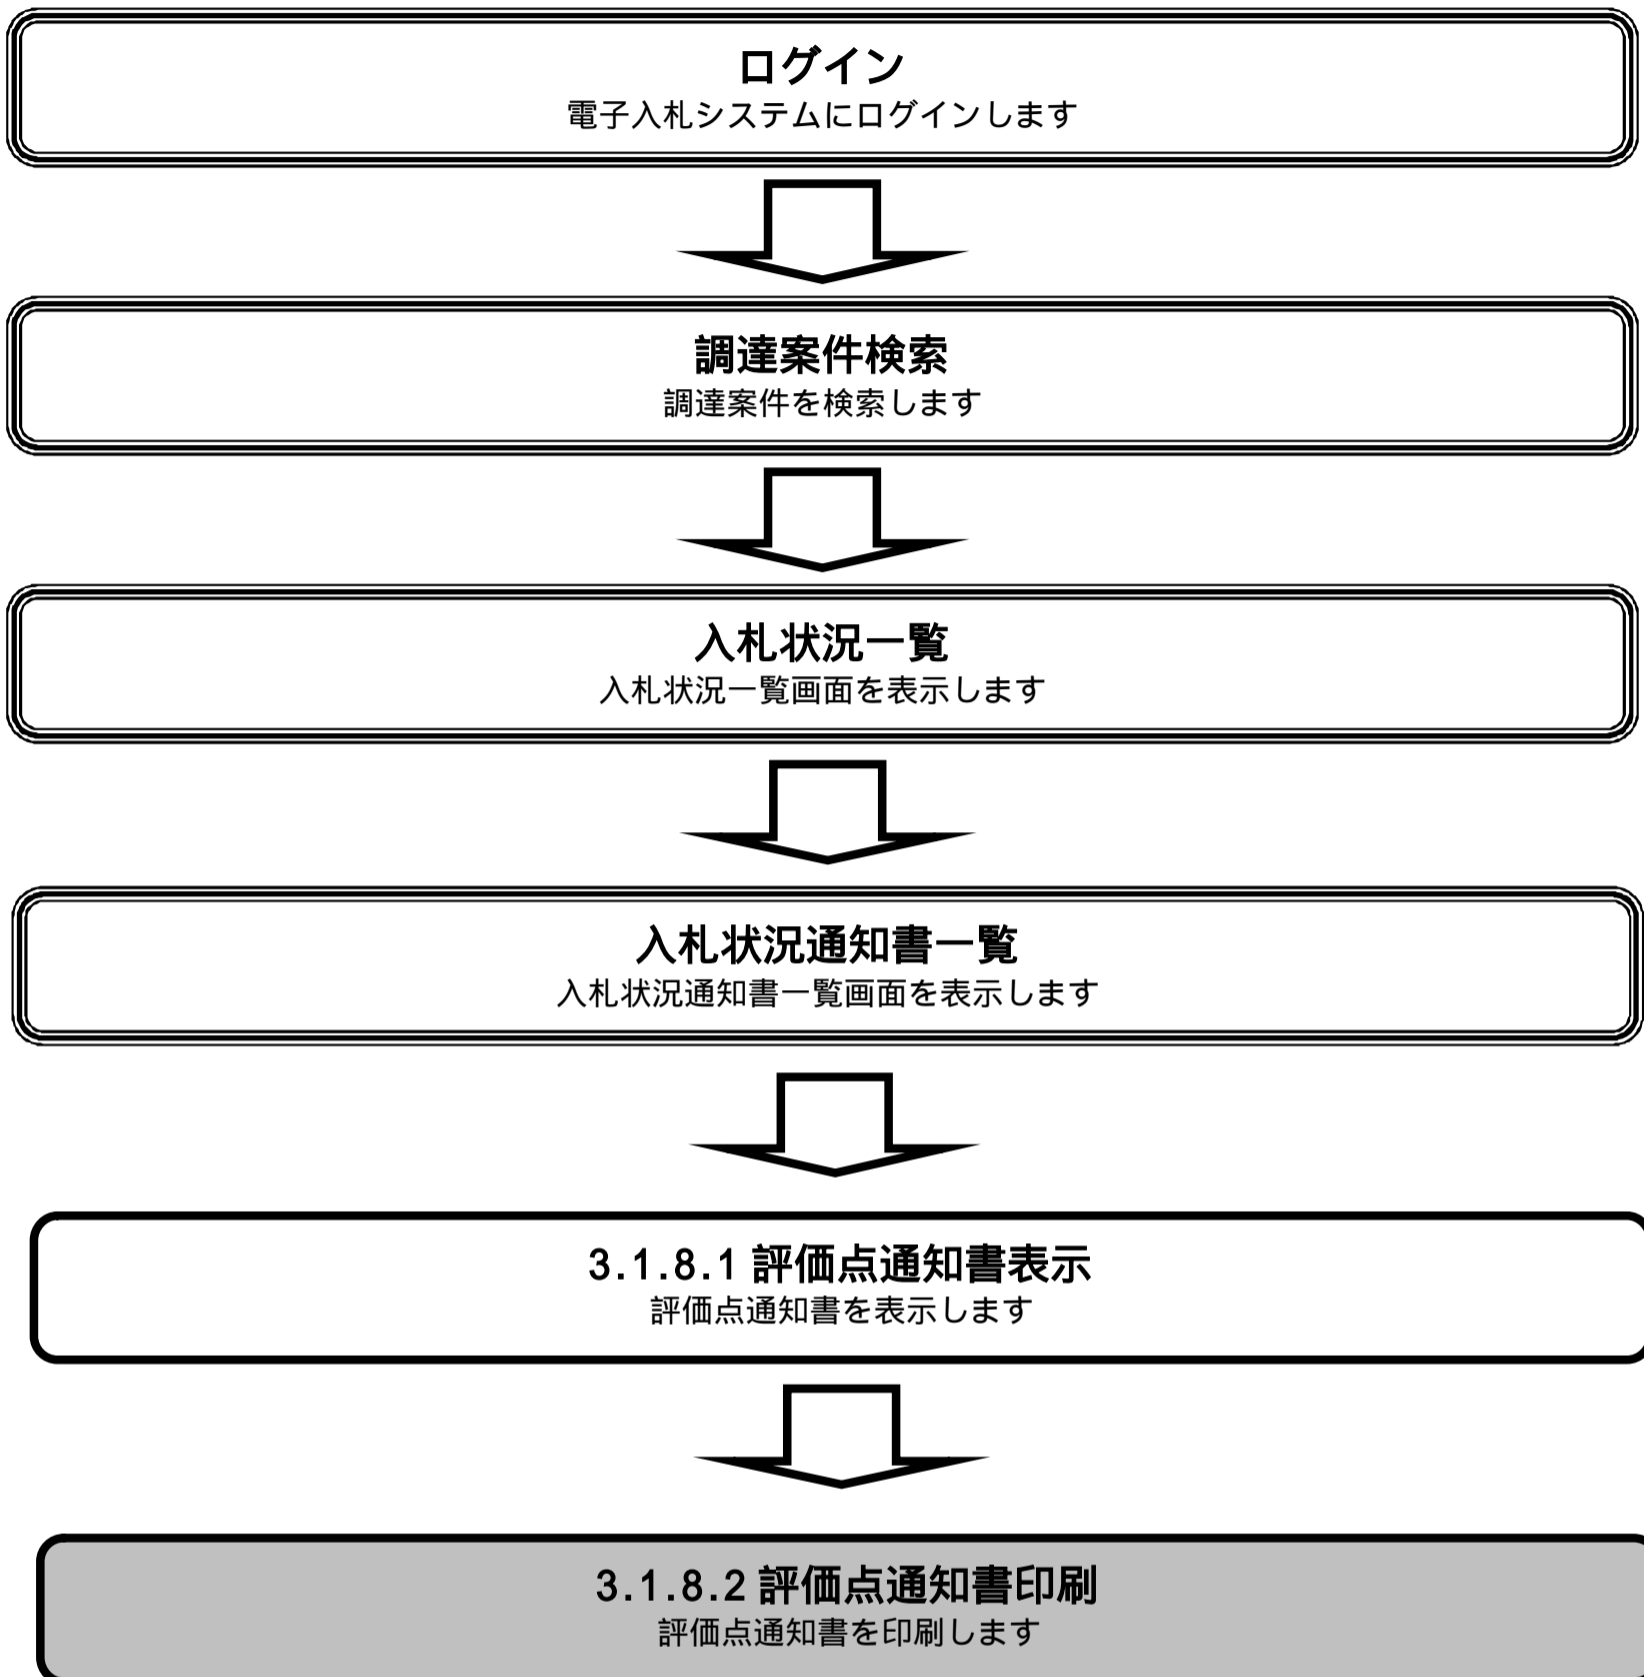 ログイン
電子入札システムにログインします
調達案件検索
調達案件を検索します
入札状況一覧
入札状況一覧画面を表示します
入札状況通知書一覧
入札状況通知書一覧画面を表示します
3.1.8.1 評価点通知書表示
評価点通知書を表示します
3.1.8.2 評価点通知書印刷
評価点通知書を印刷します